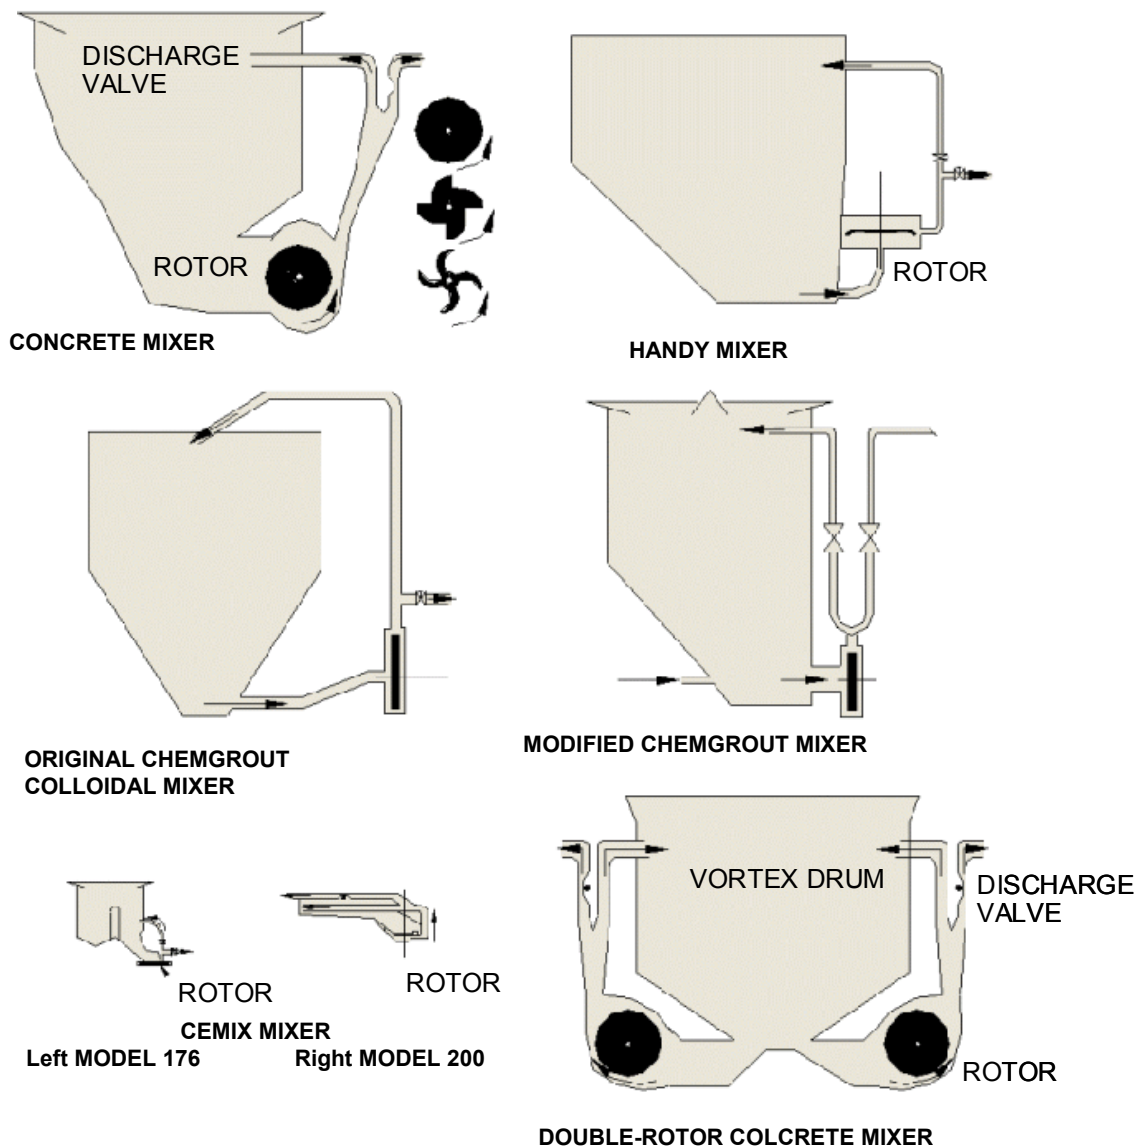 DISCHARGE
VALVE
ROTOR
CONCRETE MIXER
ROTOR
HANDY MIXER
ORIGINAL CHEMGROUT
COLLOIDAL MIXER
MODIFIED CHEMGROUT MIXER
ROTOR
ROTOR
CEMIX MIXER
Left MODEL 176
Right MODEL 200
VORTEX DRUM
DISCHARGE
VALVE
ROTOR
DOUBLE-ROTOR COLCRETE MIXER